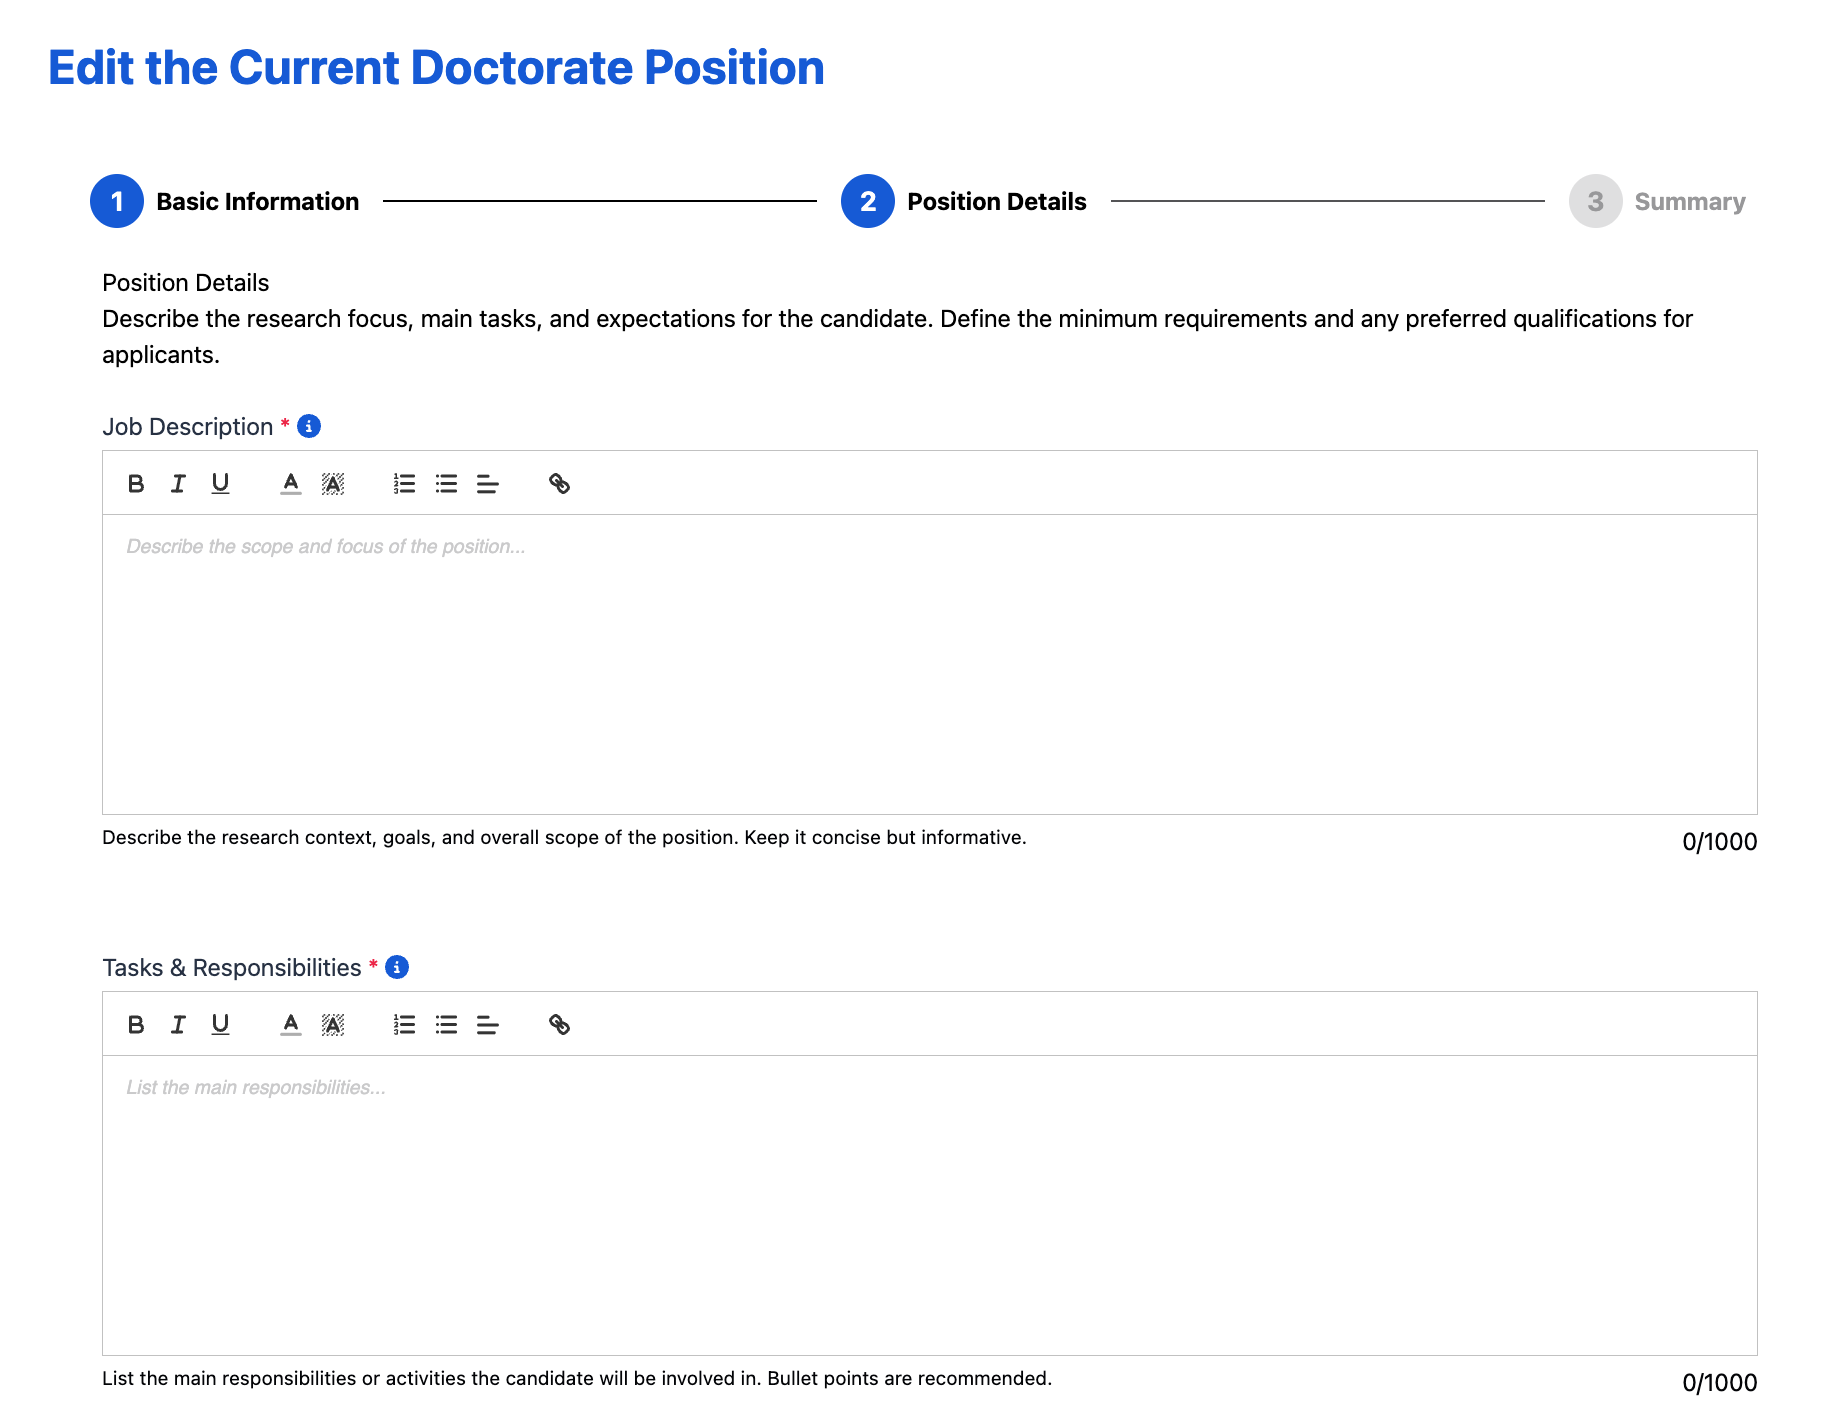 Edit the Current Doctorate Position
1 Basic Information 2 Position Details 3 Summary
Position Details
Describe the research focus, main tasks, and expectations for the candidate. Define the minimum requirements and any preferred qualifications for
applicants.
Job Description *
Describe the scope and focus of the position...
Describe the research context, goals, and overall scope of the position. Keep it concise but informative.
0/1000
Tasks & Responsibilities *
List the main responsibilities...
List the main responsibilities or activities the candidate will be involved in. Bullet points are recommended.
0/1000